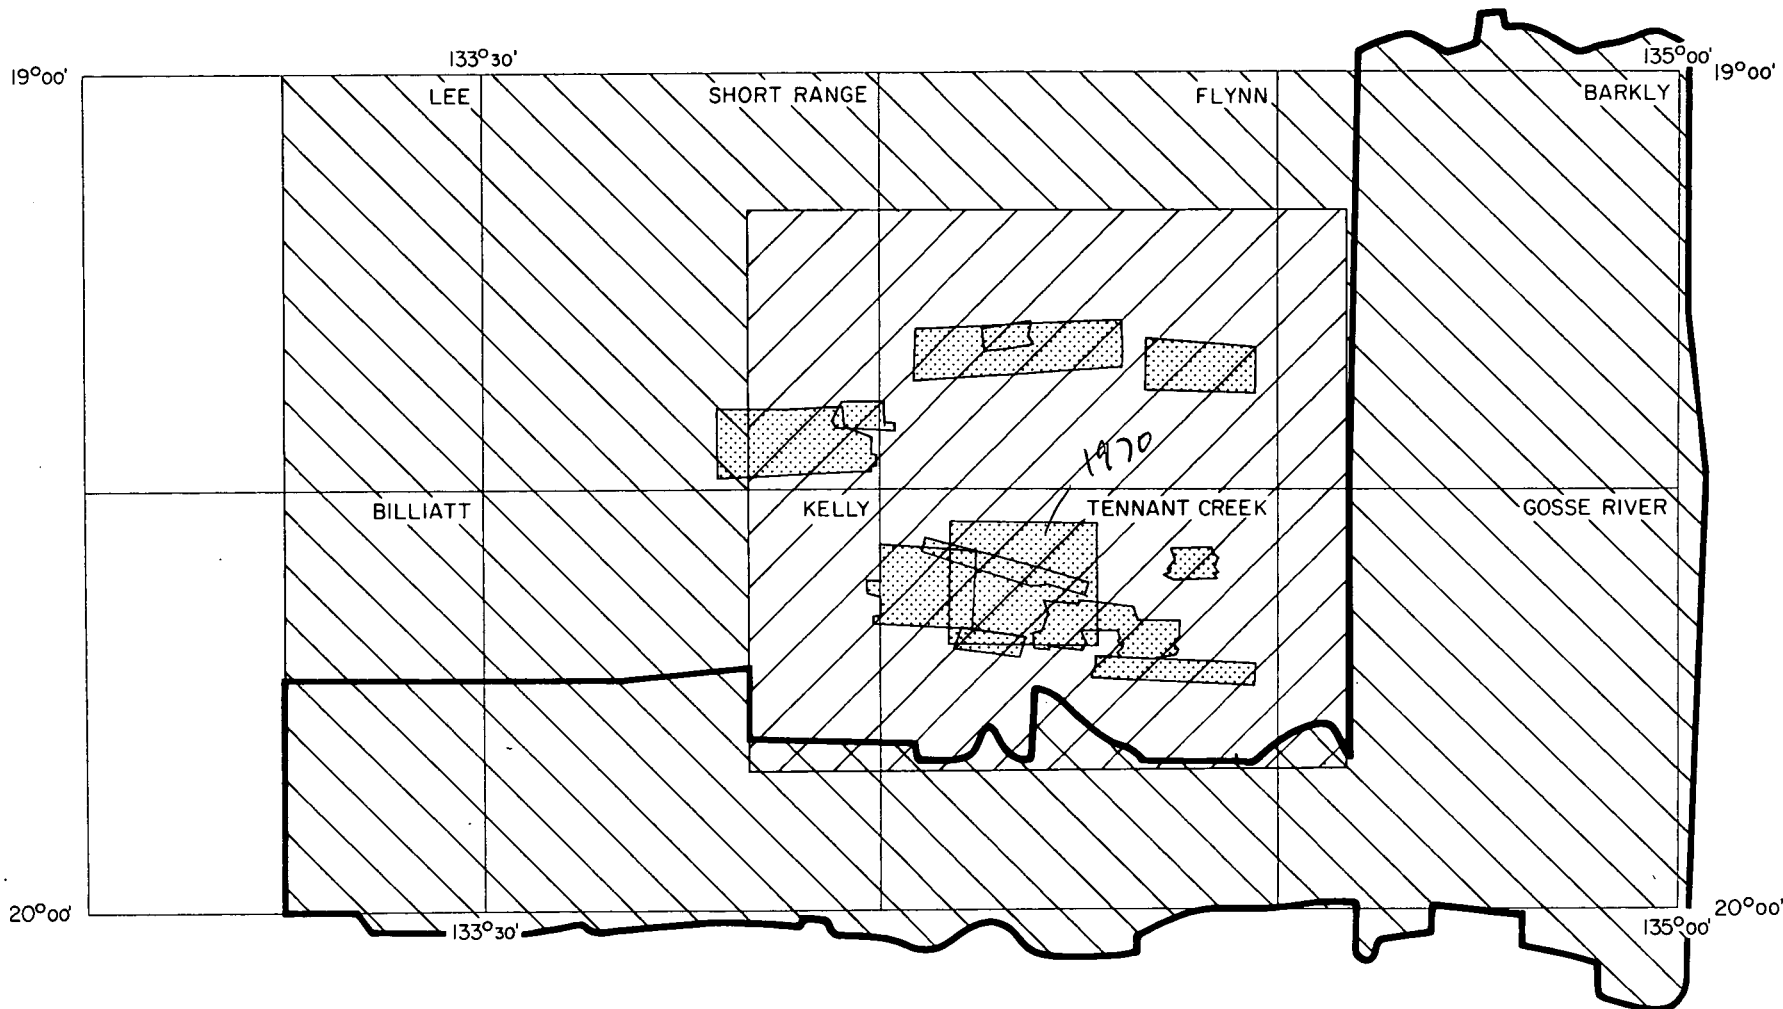 133°30' 135°00'
19°00' 19°00'
LEE SHORT RANGE FLYNN BARKLY
1970
BILLIATT KELLY TENNANT CREEK GOSSE RIVER
20°00' 20°00'
133°30' 135°00'